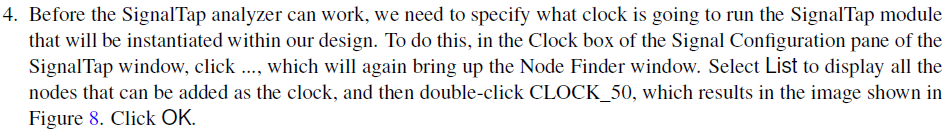 4. Before the SignalTap analyzer can work, we need to specify what clock is going to run the SignalTap module
that will be instantiated within our design. To do this, in the Clock box of the Signal Configuration pane of the
SignalTap window, click ..., which will again bring up the Node Finder window. Select List to display all the
nodes that can be added as the clock, and then double-click CLOCK_50, which results in the image shown in
Figure 8. Click OK.